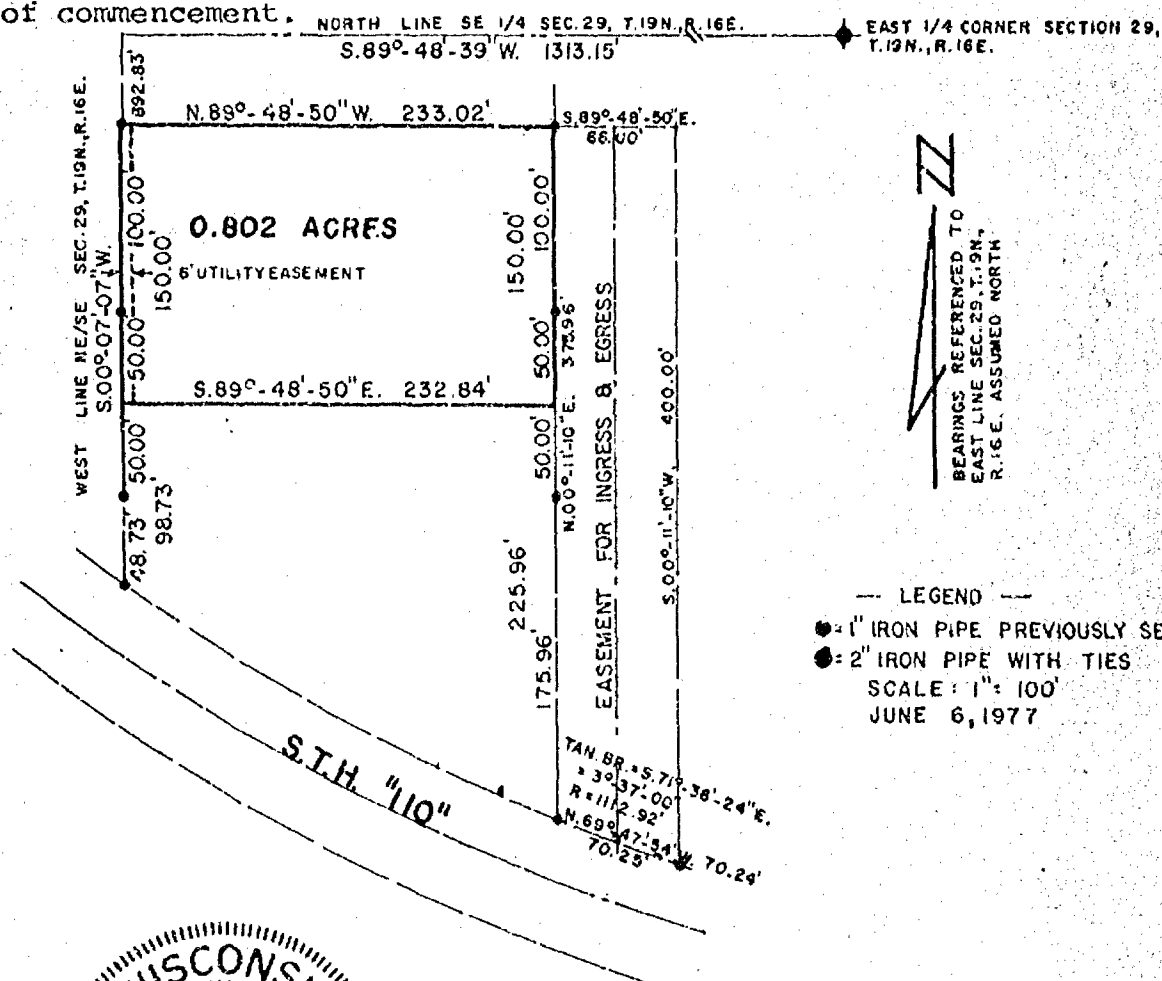 of commencement.
NORTH LINE SE 1/4 SEC. 29, T.19N., R.16E.
S.89°-48'-39"W. 1313.15'
EAST 1/4 CORNER SECTION 29,
T.19N., R.16E.
892.83'
N.89°-48'-50"W. 233.02'
S.89°-48'-50"E.
66.00'
WEST LINE NE/SE SEC. 29, T.19N., R.16E.
S.00°-07'-07"W.
100.00'
150.00'
50.00'
0.802 ACRES
6' UTILITY EASEMENT
150.00'
100.00'
50.00'
S.89°-48'-50"E. 232.84'
N.00°-11'-10"E. 375.96'
EASEMENT FOR INGRESS & EGRESS
S.00°-11'-10"W. 400.00'
N
BEARINGS REFERENCED TO
EAST LINE SEC. 29, T.19N.,
R.16E. ASSUMED NORTH
50.00'
48.73'
98.73'
50.00'
225.96'
175.96'
— LEGEND —
= 1" IRON PIPE PREVIOUSLY SE
= 2" IRON PIPE WITH TIES
SCALE: 1" = 100'
JUNE 6, 1977
S.T.H. "110"
TAN. BR. = S.71°-36'-24"E.
= 3°-37'-00"
R = 1112.92'
N.69°-47'-54"W. 70.24'
70.25'
WISCONSI